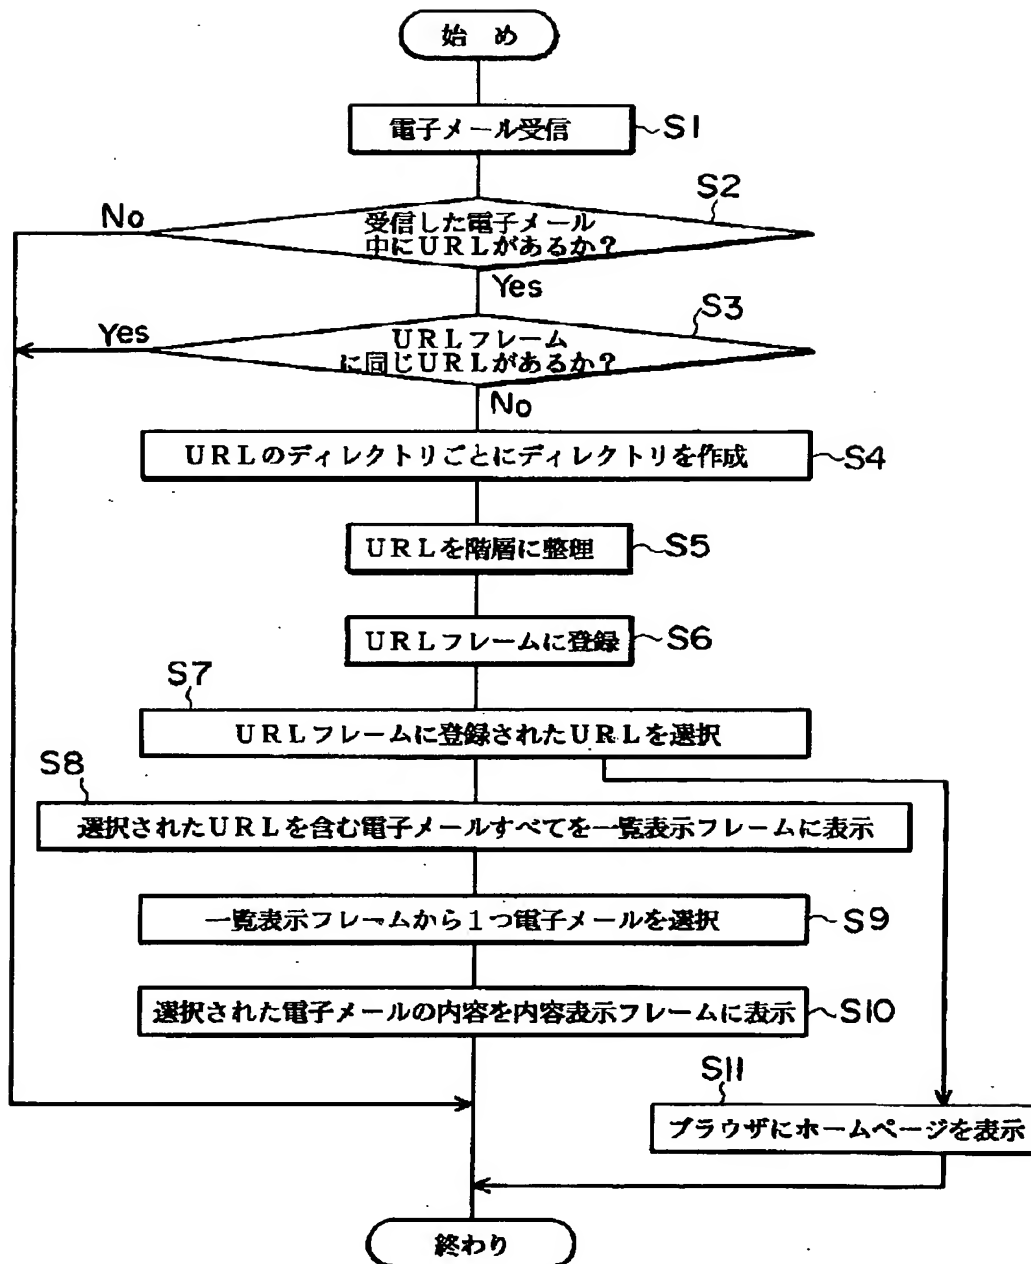 始め
電子メール受信
S1
S2
No
受信した電子メール
中にURLがあるか?
Yes
S3
Yes
URLフレーム
に同じURLがあるか?
No
URLのディレクトリごとにディレクトリを作成
S4
URLを階層に整理
S5
URLフレームに登録
S6
S7
URLフレームに登録されたURLを選択
S8
選択されたURLを含む電子メールすべてを一覧表示フレームに表示
一覧表示フレームから1つ電子メールを選択
S9
選択された電子メールの内容を内容表示フレームに表示
S10
S11
ブラウザにホームページを表示
終わり